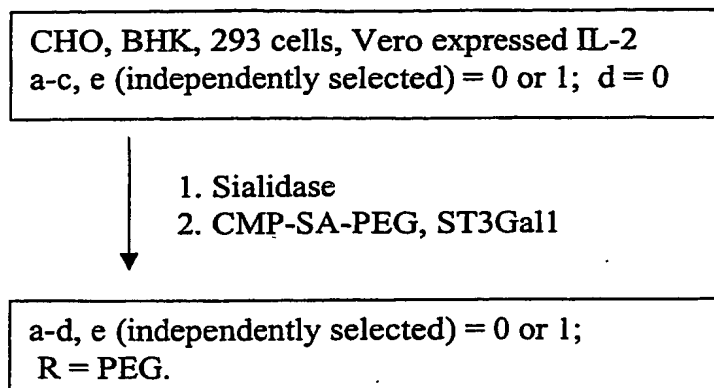 CHO, BHK, 293 cells, Vero expressed IL-2
a-c, e (independently selected) = 0 or 1; d = 0
1. Sialidase
2. CMP-SA-PEG, ST3Gal1
a-d, e (independently selected) = 0 or 1;
R = PEG.